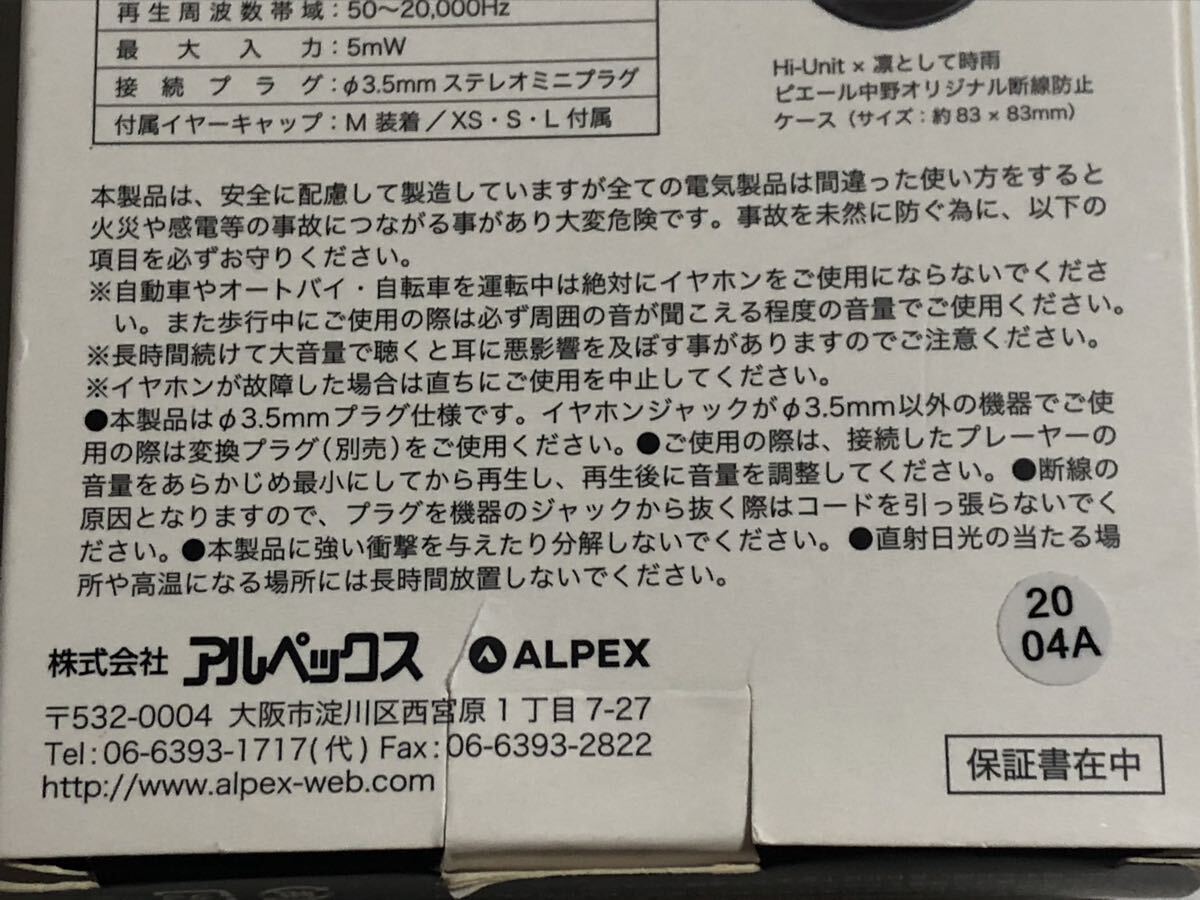 再生周波数帯域：50〜20,000Hz
最大入力：5mW
接続プラグ：φ3.5mm ステレオミニプラグ
付属イヤーキャップ：M 装着／XS・S・L 付属
Hi-Unit × 凛として時雨
ピエール中野オリジナル断線防止
ケース（サイズ：約 83 × 83mm）
本製品は、安全に配慮して製造していますが全ての電気製品は間違った使い方をすると
火災や感電等の事故につながる事があり大変危険です。事故を未然に防ぐ為に、以下の
項目を必ずお守りください。
※自動車やオートバイ・自転車を運転中は絶対にイヤホンをご使用にならないでくださ
い。また歩行中にご使用の際は必ず周囲の音が聞こえる程度の音量でご使用ください。
※長時間続けて大音量で聴くと耳に悪影響を及ぼす事がありますのでご注意ください。
※イヤホンが故障した場合は直ちにご使用を中止してください。
●本製品はφ3.5mmプラグ仕様です。イヤホンジャックがφ3.5mm以外の機器でご使
用の際は変換プラグ(別売)をご使用ください。●ご使用の際は、接続したプレーヤーの
音量をあらかじめ最小にしてから再生し、再生後に音量を調整してください。●断線の
原因となりますので、プラグを機器のジャックから抜く際はコードを引っ張らないでく
ださい。●本製品に強い衝撃を与えたり分解しないでください。●直射日光の当たる場
所や高温になる場所には長時間放置しないでください。
20
04A
株式会社 アルペックス ALPEX
〒532-0004 大阪市淀川区西宮原1丁目7-27
Tel:06-6393-1717(代) Fax:06-6393-2822
http://www.alpex-web.com
保証書在中